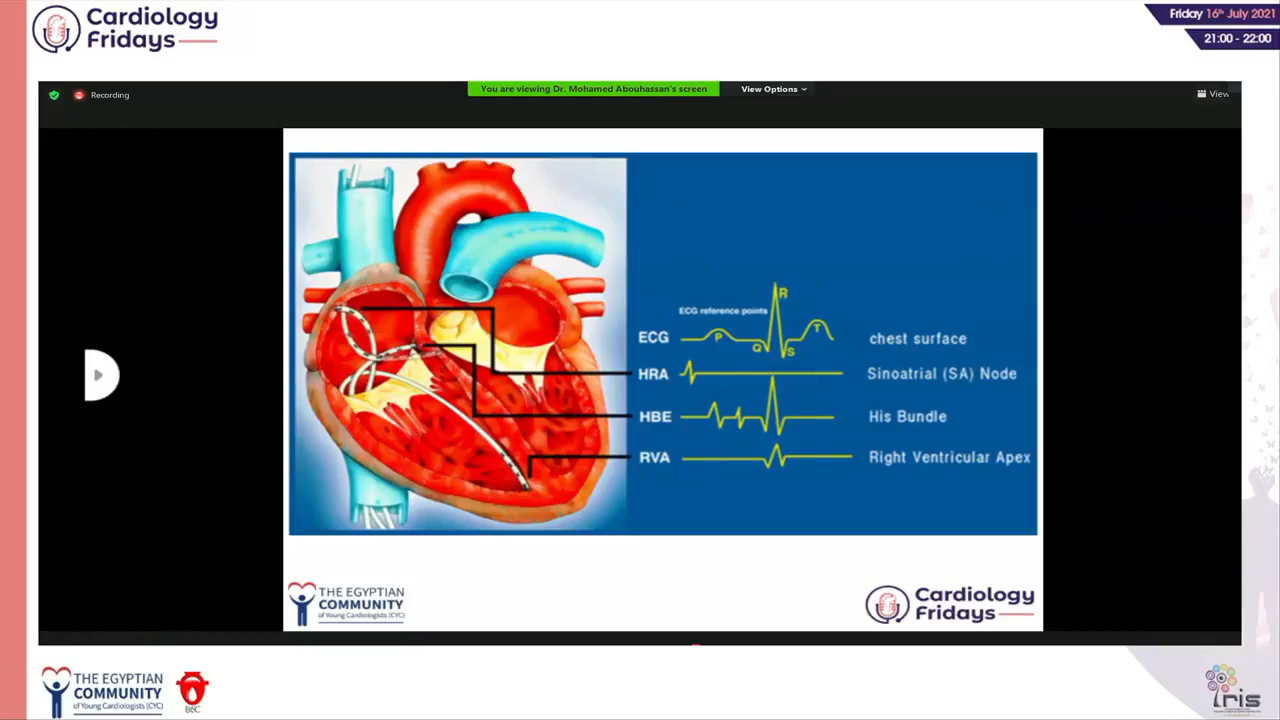 Cardiology
Fridays
Friday 16th July 2021
21:00 - 22:00
Recording
You are viewing Dr. Mohamed Abouhassan's screen
View Options
View
ECG reference points
R
P
Q
S
T
ECG
chest surface
HRA
Sinoatrial (SA) Node
HBE
His Bundle
RVA
Right Ventricular Apex
THE EGYPTIAN
COMMUNITY
of Young Cardiologists (CYC)
Cardiology
Fridays
THE EGYPTIAN
COMMUNITY
of Young Cardiologists (CYC)
BSC
iris